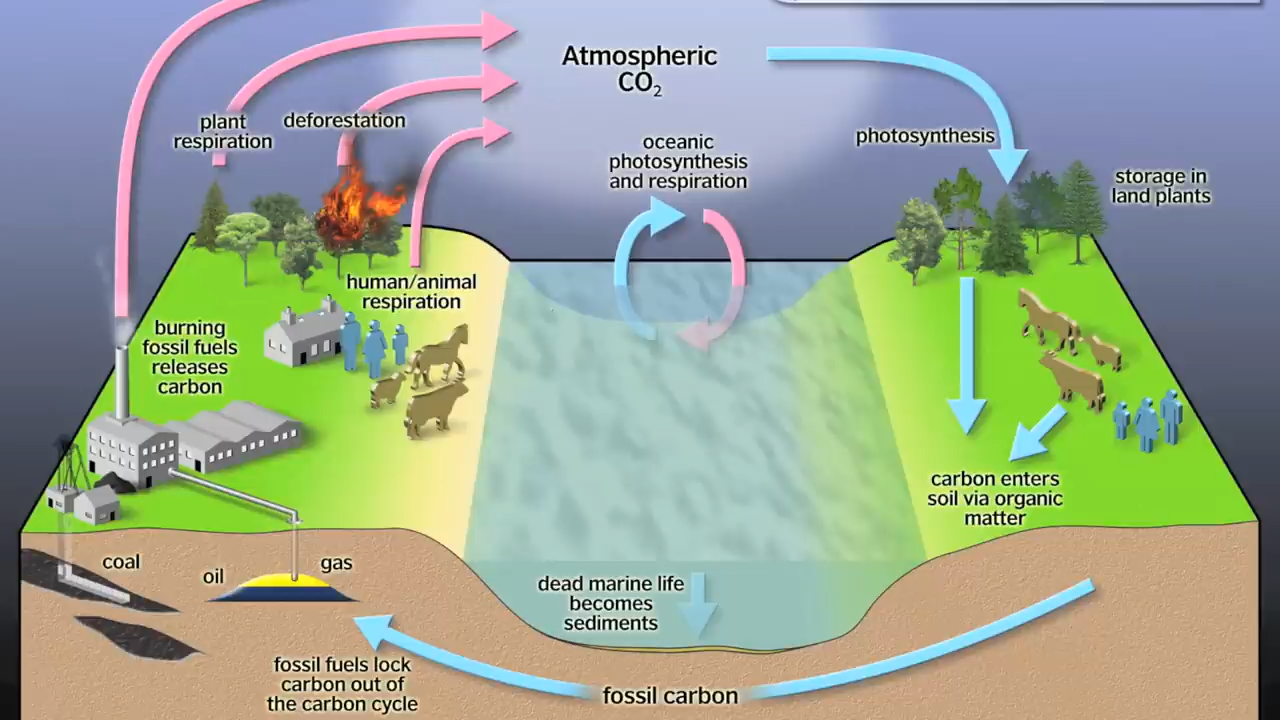 Atmospheric
CO₂
plant
respiration
deforestation
oceanic
photosynthesis
and respiration
photosynthesis
storage in
land plants
human/animal
respiration
burning
fossil fuels
releases
carbon
carbon enters
soil via organic
matter
coal
oil
gas
dead marine life
becomes
sediments
fossil fuels lock
carbon out of
the carbon cycle
fossil carbon